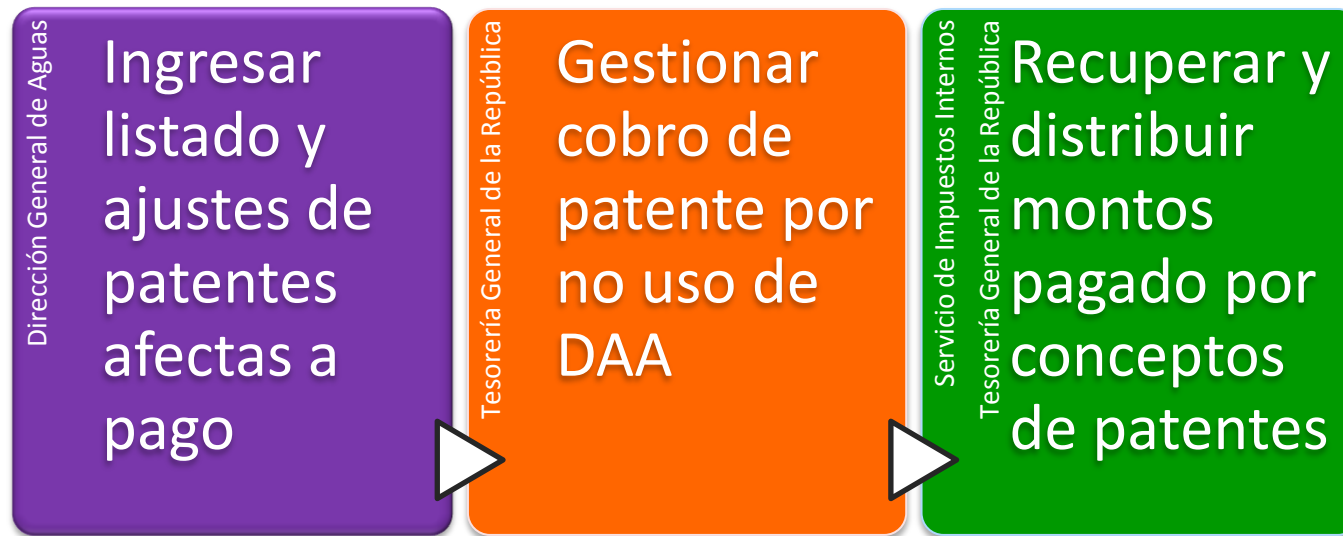 Dirección General de Aguas
Ingresar
listado y
ajustes de
patentes
afectas a
pago
Tesorería General de la República
Gestionar
cobro de
patente por
no uso de
DAA
Servicio de Impuestos Internos
Tesorería General de la República
Recuperar y
distribuir
montos
pagado por
conceptos
de patentes